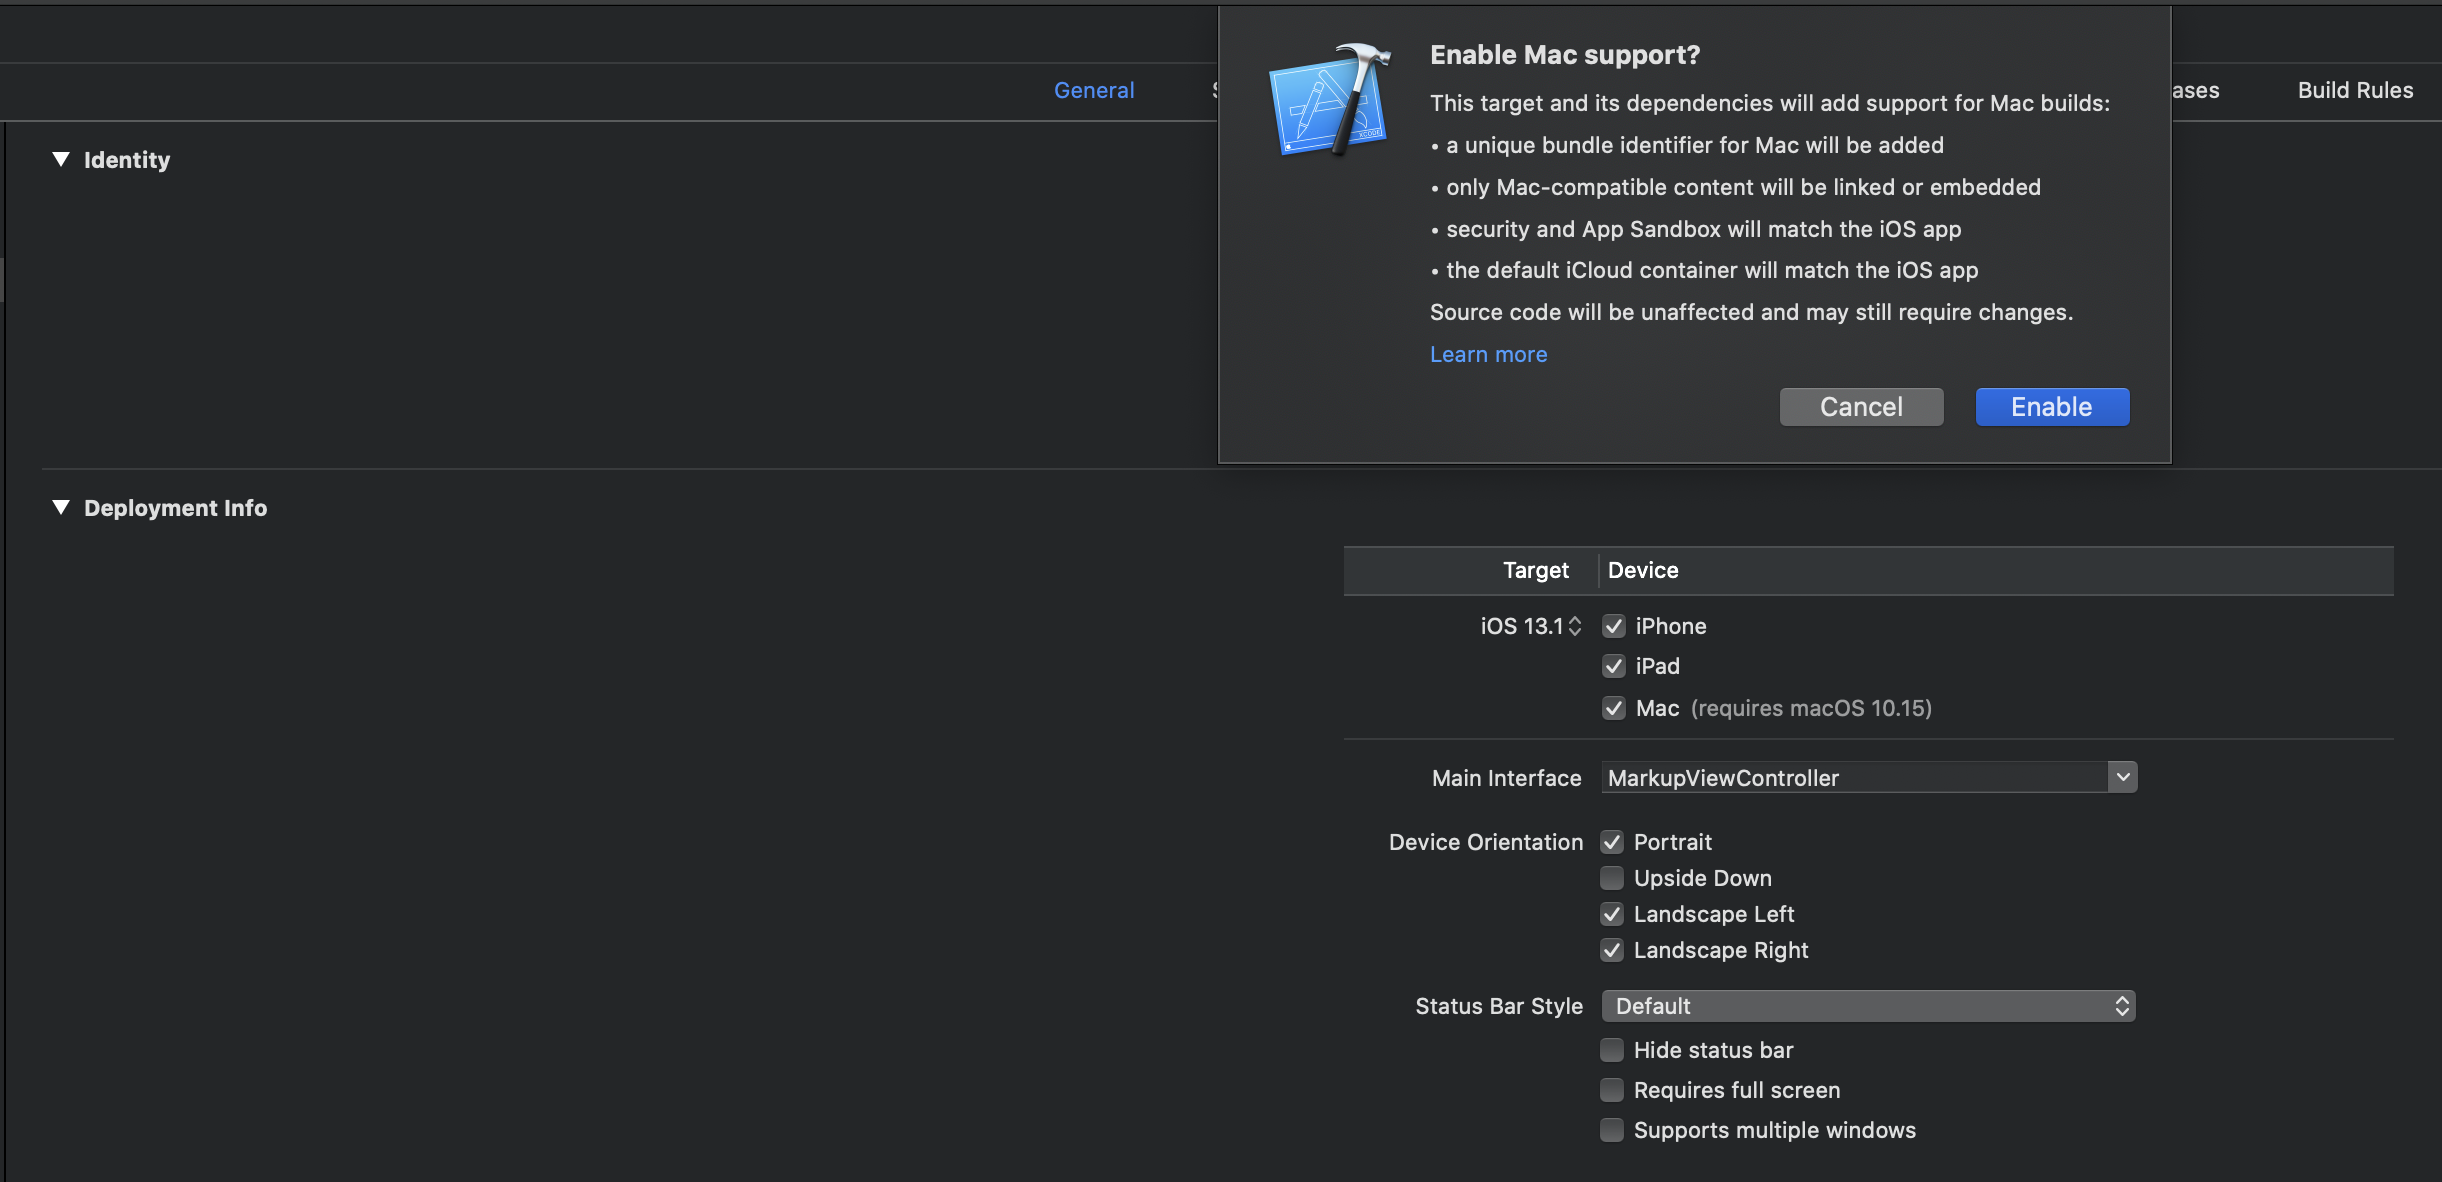 Enable Mac support?
This target and its dependencies will add support for Mac builds:
• a unique bundle identifier for Mac will be added
• only Mac-compatible content will be linked or embedded
• security and App Sandbox will match the iOS app
• the default iCloud container will match the iOS app
Source code will be unaffected and may still require changes.
Learn more
Cancel Enable
XCODE
General ases Build Rules
Identity
Deployment Info
Target Device
iOS 13.1 iPhone
iPad
Mac (requires macOS 10.15)
Main Interface MarkupViewController
Device Orientation Portrait
Upside Down
Landscape Left
Landscape Right
Status Bar Style Default
Hide status bar
Requires full screen
Supports multiple windows